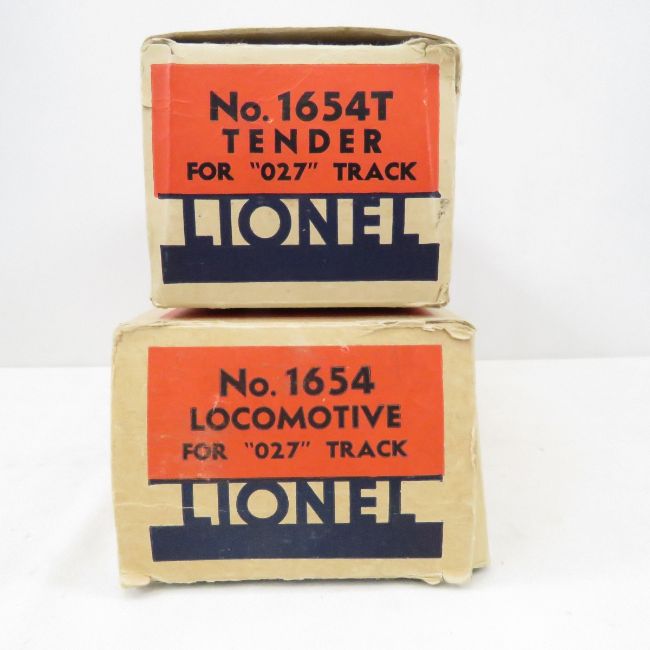 No. 1654T
TENDER
FOR "027" TRACK
LIONEL
No. 1654
LOCOMOTIVE
FOR "027" TRACK
LIONEL